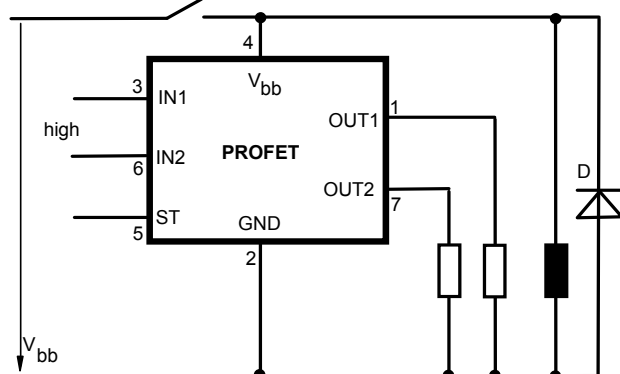 4
V bb
3
IN1
high
IN2
6
PROFET
OUT1
1
OUT2
7
D
ST
5
GND
2
V bb